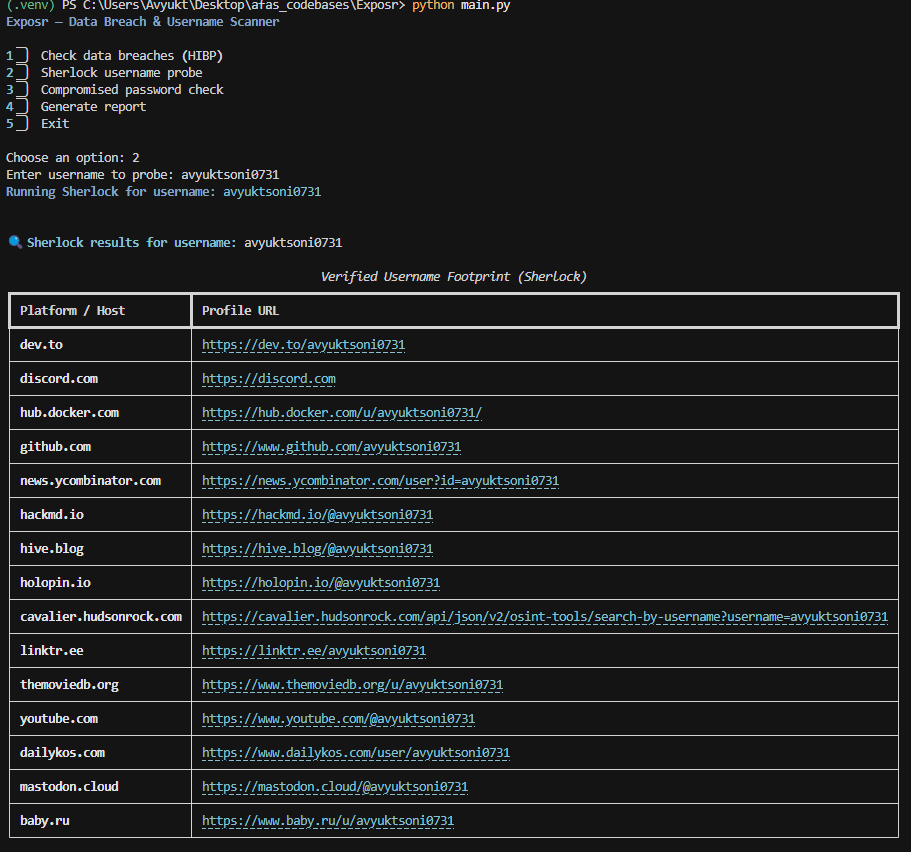 (.venv) PS C:\Users\Avyukt\Desktop\afas_codebases\Exposr> python main.py
Exposr — Data Breach & Username Scanner
1⃣ Check data breaches (HIBP)
2⃣ Sherlock username probe
3⃣ Compromised password check
4⃣ Generate report
5⃣ Exit
Choose an option: 2
Enter username to probe: avyuktsoni0731
Running Sherlock for username: avyuktsoni0731
🔍 Sherlock results for username: avyuktsoni0731
Verified Username Footprint (Sherlock)
Platform / Host Profile URL
dev.to https://dev.to/avyuktsoni0731
discord.com https://discord.com
hub.docker.com https://hub.docker.com/u/avyuktsoni0731/
github.com https://www.github.com/avyuktsoni0731
news.ycombinator.com https://news.ycombinator.com/user?id=avyuktsoni0731
hackmd.io https://hackmd.io/@avyuktsoni0731
hive.blog https://hive.blog/@avyuktsoni0731
holopin.io https://holopin.io/@avyuktsoni0731
cavalier.hudsonrock.com https://cavalier.hudsonrock.com/api/json/v2/osint-tools/search-by-username?username=avyuktsoni0731
linktr.ee https://linktr.ee/avyuktsoni0731
themoviedb.org https://www.themoviedb.org/u/avyuktsoni0731
youtube.com https://www.youtube.com/@avyuktsoni0731
dailykos.com https://www.dailykos.com/user/avyuktsoni0731
mastodon.cloud https://mastodon.cloud/@avyuktsoni0731
baby.ru https://www.baby.ru/u/avyuktsoni0731